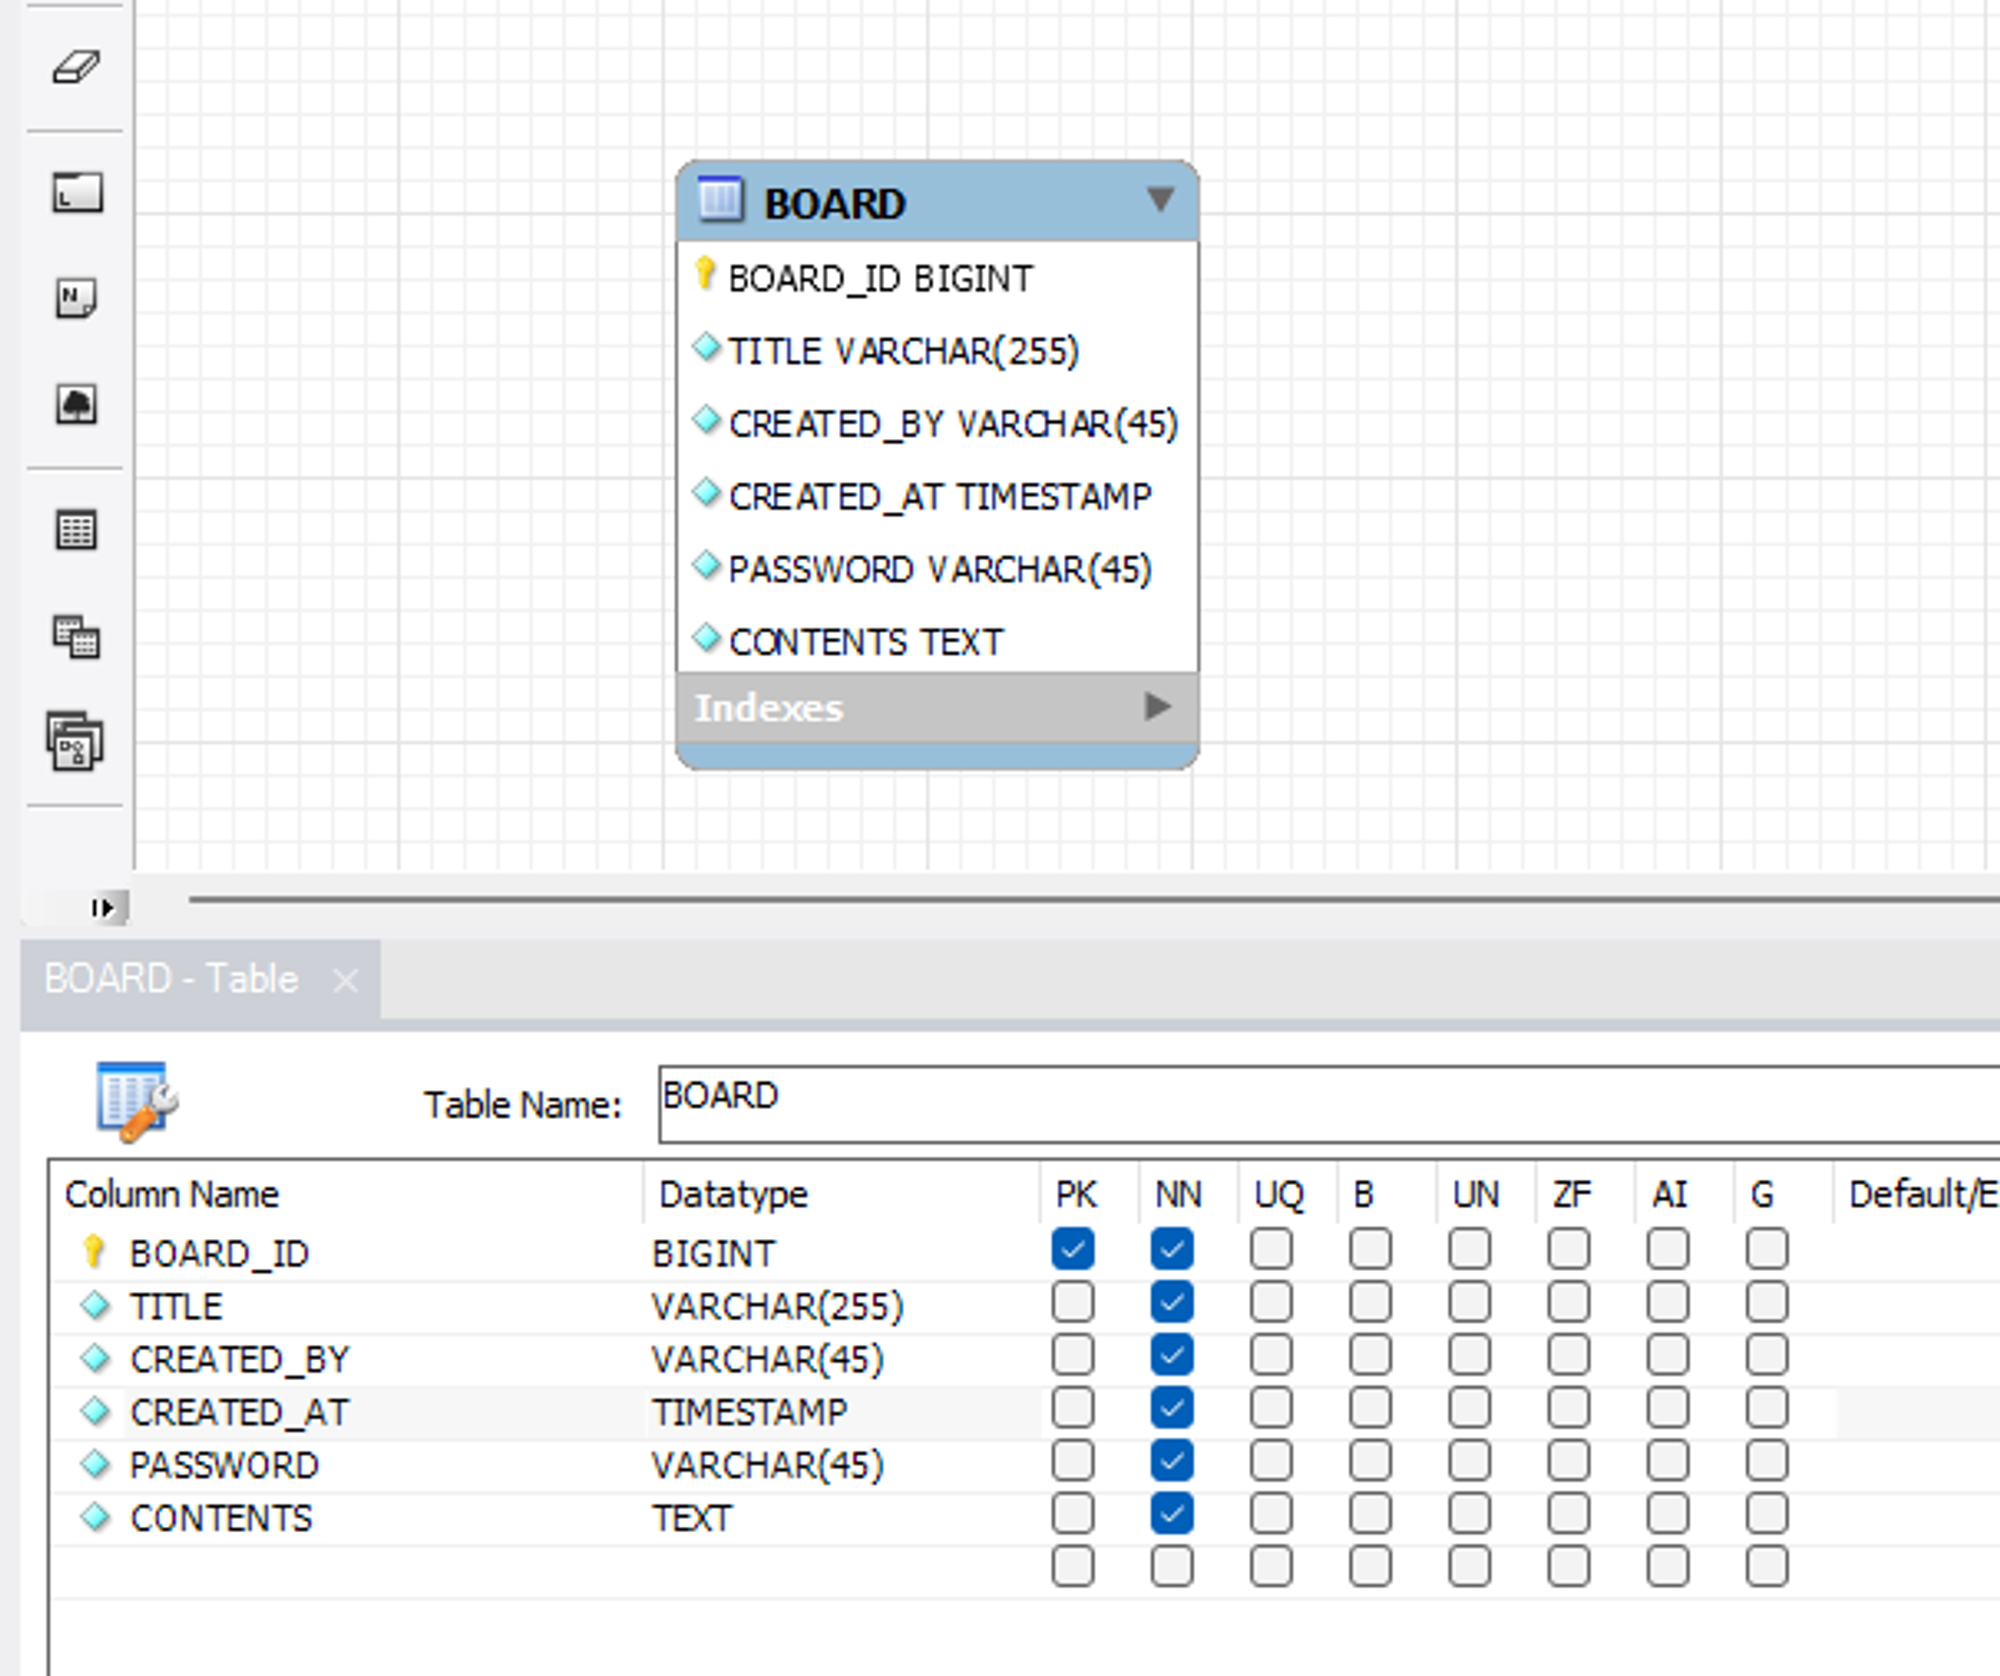 BOARD
BOARD_ID BIGINT
TITLE VARCHAR(255)
CREATED_BY VARCHAR(45)
CREATED_AT TIMESTAMP
PASSWORD VARCHAR(45)
CONTENTS TEXT
Indexes
BOARD - Table
Table Name: BOARD
Column Name Datatype PK NN UQ B UN ZF AI G Default/E
BOARD_ID BIGINT
TITLE VARCHAR(255)
CREATED_BY VARCHAR(45)
CREATED_AT TIMESTAMP
PASSWORD VARCHAR(45)
CONTENTS TEXT